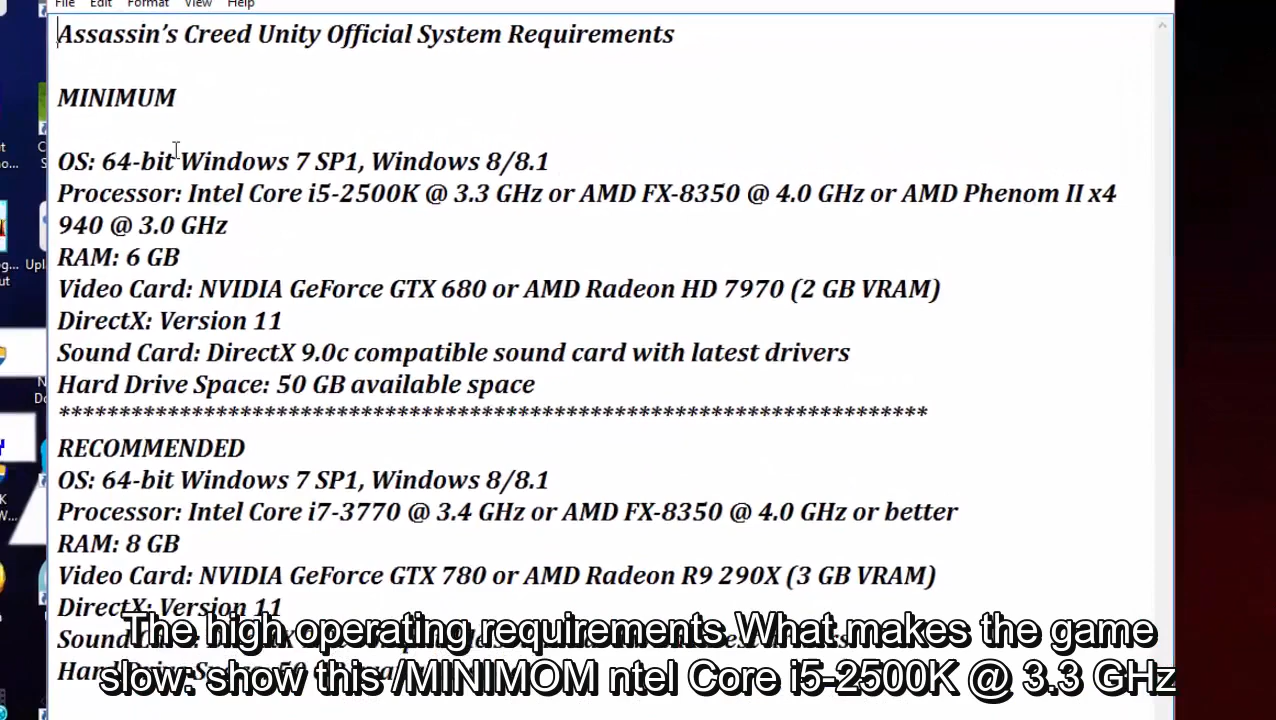 File Edit Format View Help
Assassin's Creed Unity Official System Requirements
MINIMUM
OS: 64-bit Windows 7 SP1, Windows 8/8.1
Processor: Intel Core i5-2500K @ 3.3 GHz or AMD FX-8350 @ 4.0 GHz or AMD Phenom II x4
940 @ 3.0 GHz
RAM: 6 GB
Video Card: NVIDIA GeForce GTX 680 or AMD Radeon HD 7970 (2 GB VRAM)
DirectX: Version 11
Sound Card: DirectX 9.0c compatible sound card with latest drivers
Hard Drive Space: 50 GB available space
************************************************************************
RECOMMENDED
OS: 64-bit Windows 7 SP1, Windows 8/8.1
Processor: Intel Core i7-3770 @ 3.4 GHz or AMD FX-8350 @ 4.0 GHz or better
RAM: 8 GB
Video Card: NVIDIA GeForce GTX 780 or AMD Radeon R9 290X (3 GB VRAM)
DirectX: Version 11
The high operating requirements What makes the game
slow: show this /MINIMOM ntel Core i5-2500K @ 3.3 GHz